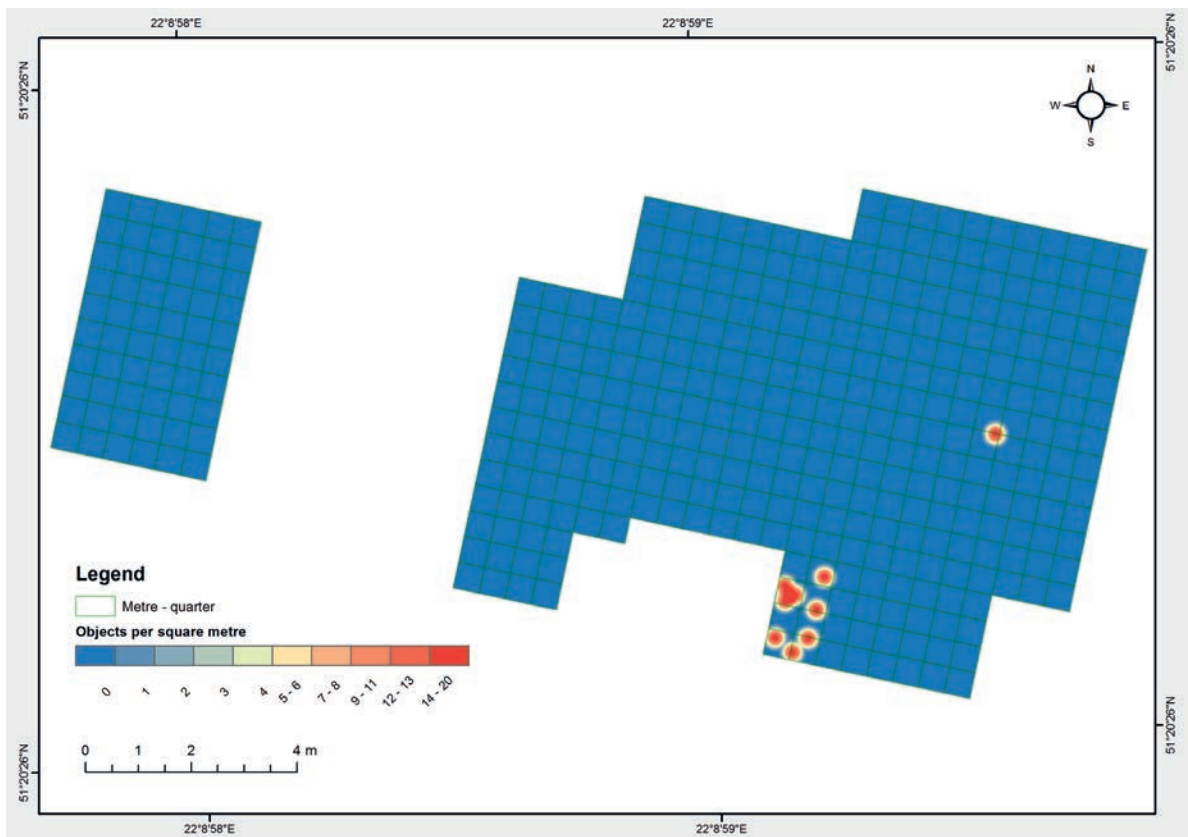 22°8'58"E 22°8'59"E
51°20'26"N 51°20'26"N
N
W E
S
Legend
Metre - quarter
Objects per square metre
0 1 2 3 4 5 - 6 7 - 8 9 - 11 12 - 13 14 - 20
0 1 2 4 m
51°20'26"N 51°20'26"N
22°8'58"E 22°8'59"E